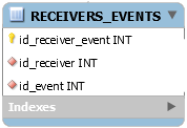 RECEIVERS_EVENTS
id_receiver_event INT
id_receiver INT
id_event INT
Indexes